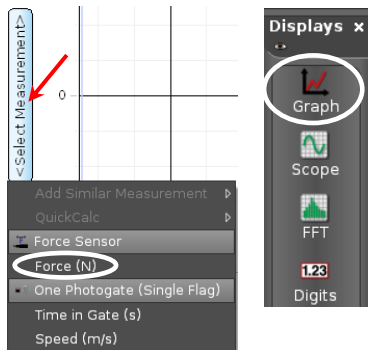 <Select Measurement>
0
Add Similar Measurement
QuickCalc
Force Sensor
Force (N)
One Photogate (Single Flag)
Time in Gate (s)
Speed (m/s)
Displays ×
Graph
Scope
FFT
1.23
Digits